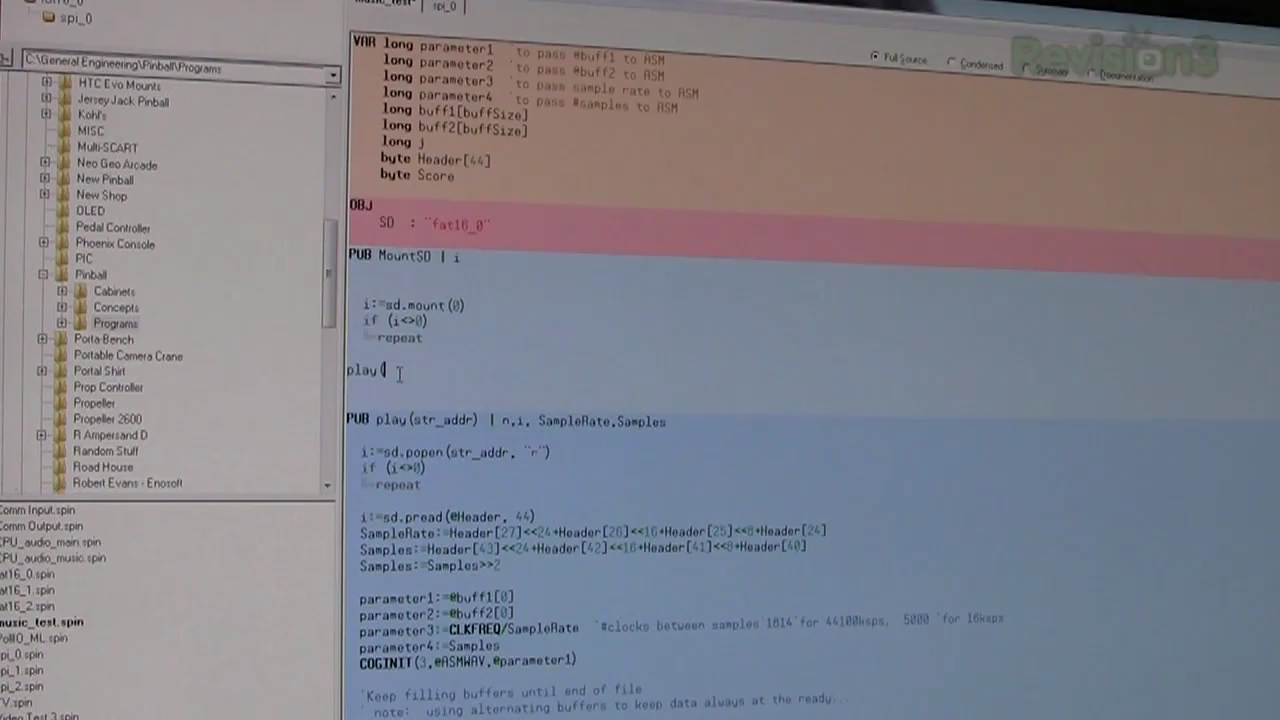 spi_0
music_test
spi_0
Revision3
C:\General Engineering\Pinball\Programs
Full Source
Condensed
Summary
Documentation
HTC Evo Mounts
Jersey Jack Pinball
Kohl's
MISC
Multi-SCART
Neo Geo Arcade
New Pinball
New Shop
OLED
Pedal Controller
Phoenix Console
PIC
Pinball
Cabinets
Concepts
Programs
Porta-Bench
Portable Camera Crane
Portal Shirt
Prop Controller
Propeller
Propeller 2600
R Ampersand D
Random Stuff
Road House
Robert Evans - Enosoft
Comm Input.spin
Comm Output.spin
CPU_audio_main.spin
CPU_audio_music.spin
at16_0.spin
at16_1.spin
at16_2.spin
music_test.spin
PollIO_ML.spin
pi_0.spin
pi_1.spin
pi_2.spin
TV.spin
Video Test 3.spin
VAR long parameter1 'to pass @buff1 to ASM
long parameter2 'to pass @buff2 to ASM
long parameter3 'to pass sample rate to ASM
long parameter4 'to pass #samples to ASM
long buff1[buffSize]
long buff2[buffSize]
long j
byte Header[44]
byte Score
OBJ
SD : "fat16_0"
PUB MountSD | i
i:=sd.mount(0)
if (i<>0)
repeat
play(
PUB play(str_addr) | n,i, SampleRate,Samples
i:=sd.popen(str_addr, "r")
if (i<>0)
repeat
i:=sd.pread(@Header, 44)
SampleRate:=Header[27]<<24+Header[26]<<16+Header[25]<<8+Header[24]
Samples:=Header[43]<<24+Header[42]<<16+Header[41]<<8+Header[40]
Samples:=Samples>>2
parameter1:=@buff1[0]
parameter2:=@buff2[0]
parameter3:=CLKFREQ/SampleRate '#clocks between samples'1814'for 44100ksps, 5000 'for 16ksps
parameter4:=Samples
COGINIT(3,@ASMWAV,@parameter1)
'Keep filling buffers until end of file
' note: using alternating buffers to keep data always at the ready...